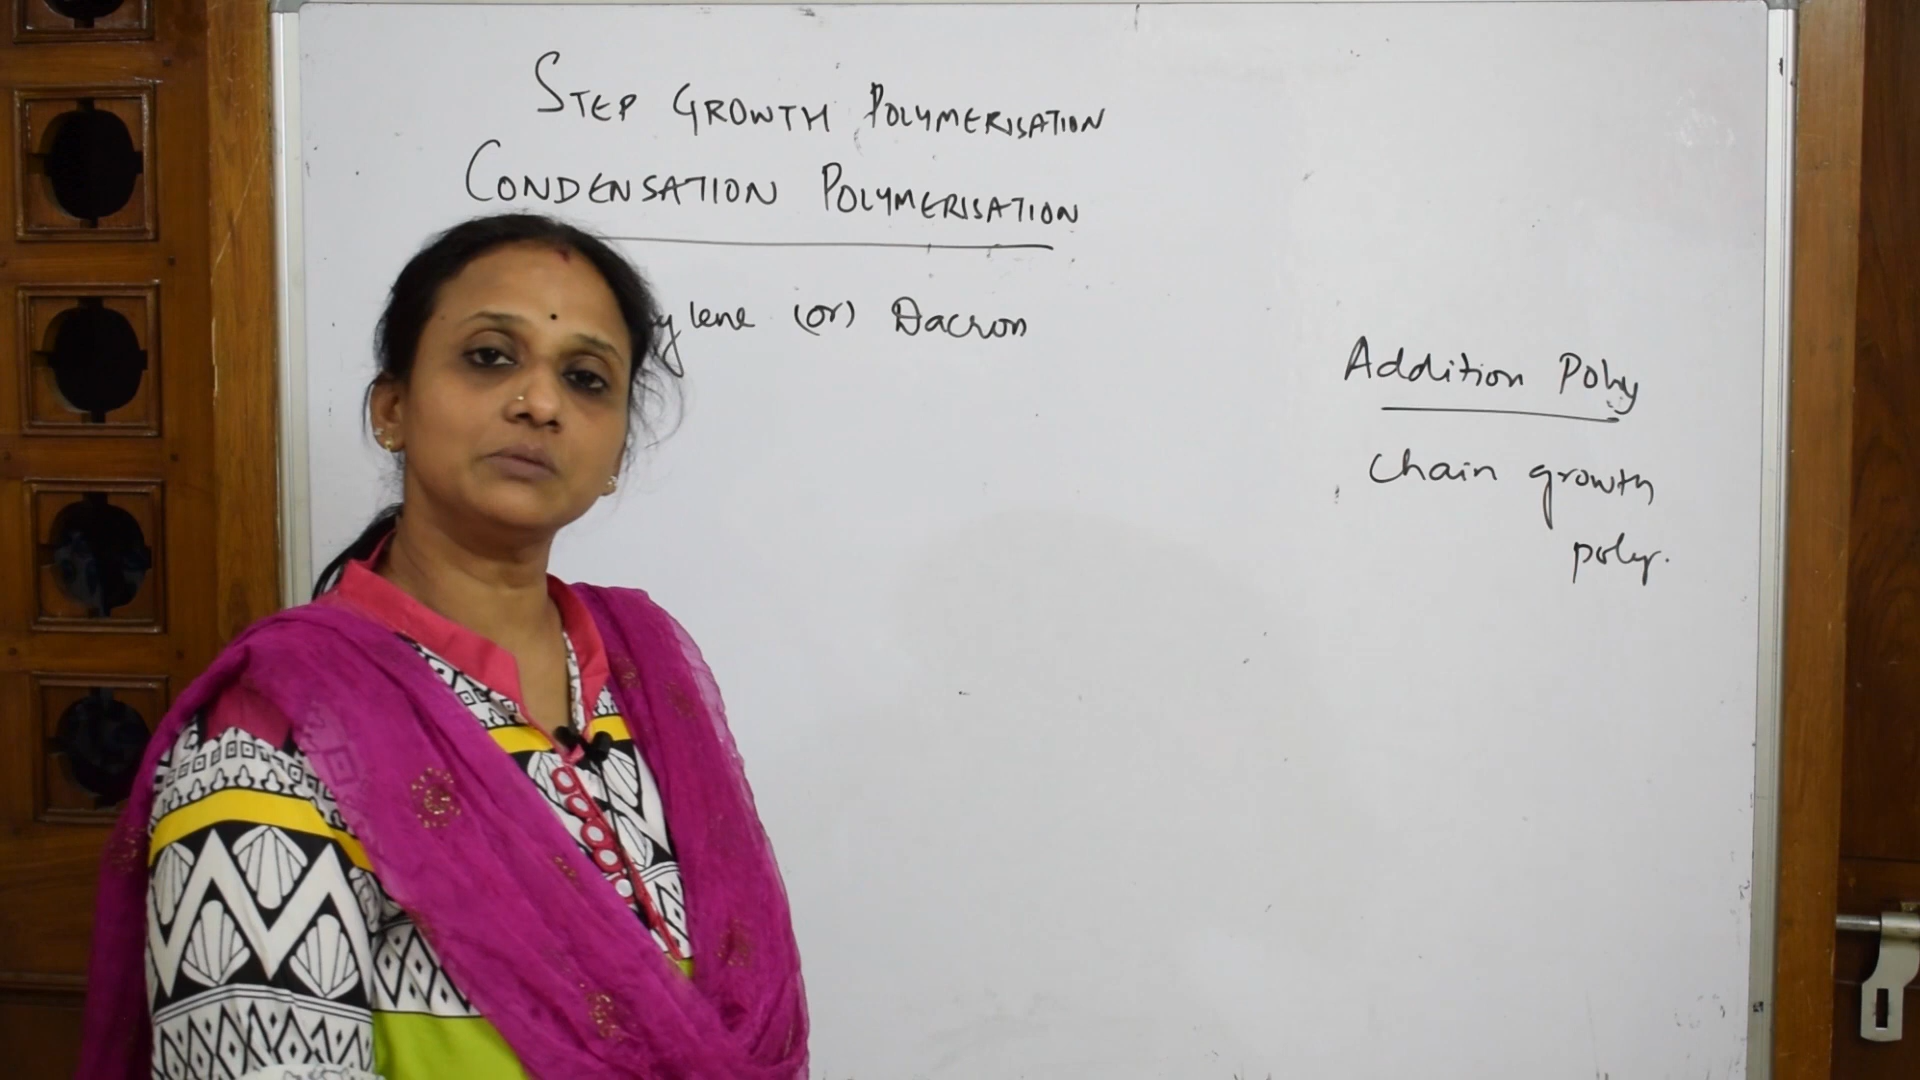 STEP GROWTH POLYMERISATION
CONDENSATION POLYMERISATION
ylene (or) Dacron
Addition Poly
Chain growth
poly.